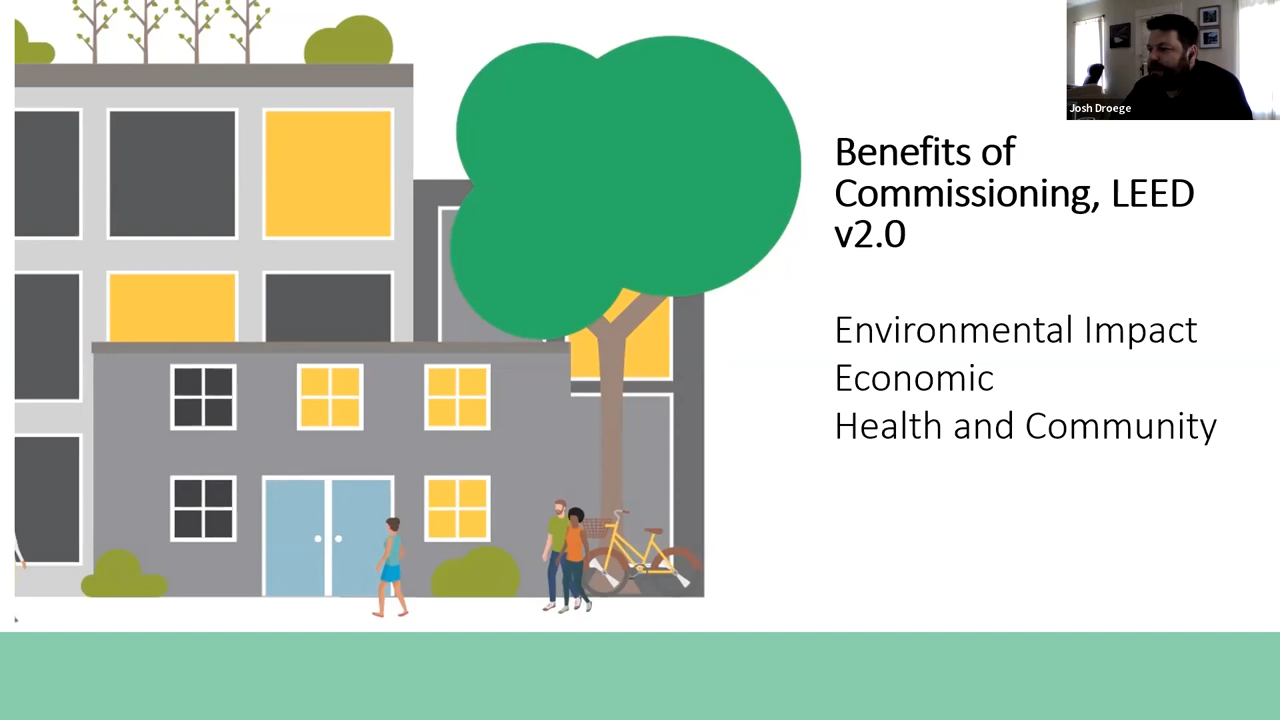 Josh Droege
Benefits of
Commissioning, LEED
v2.0
Environmental Impact
Economic
Health and Community